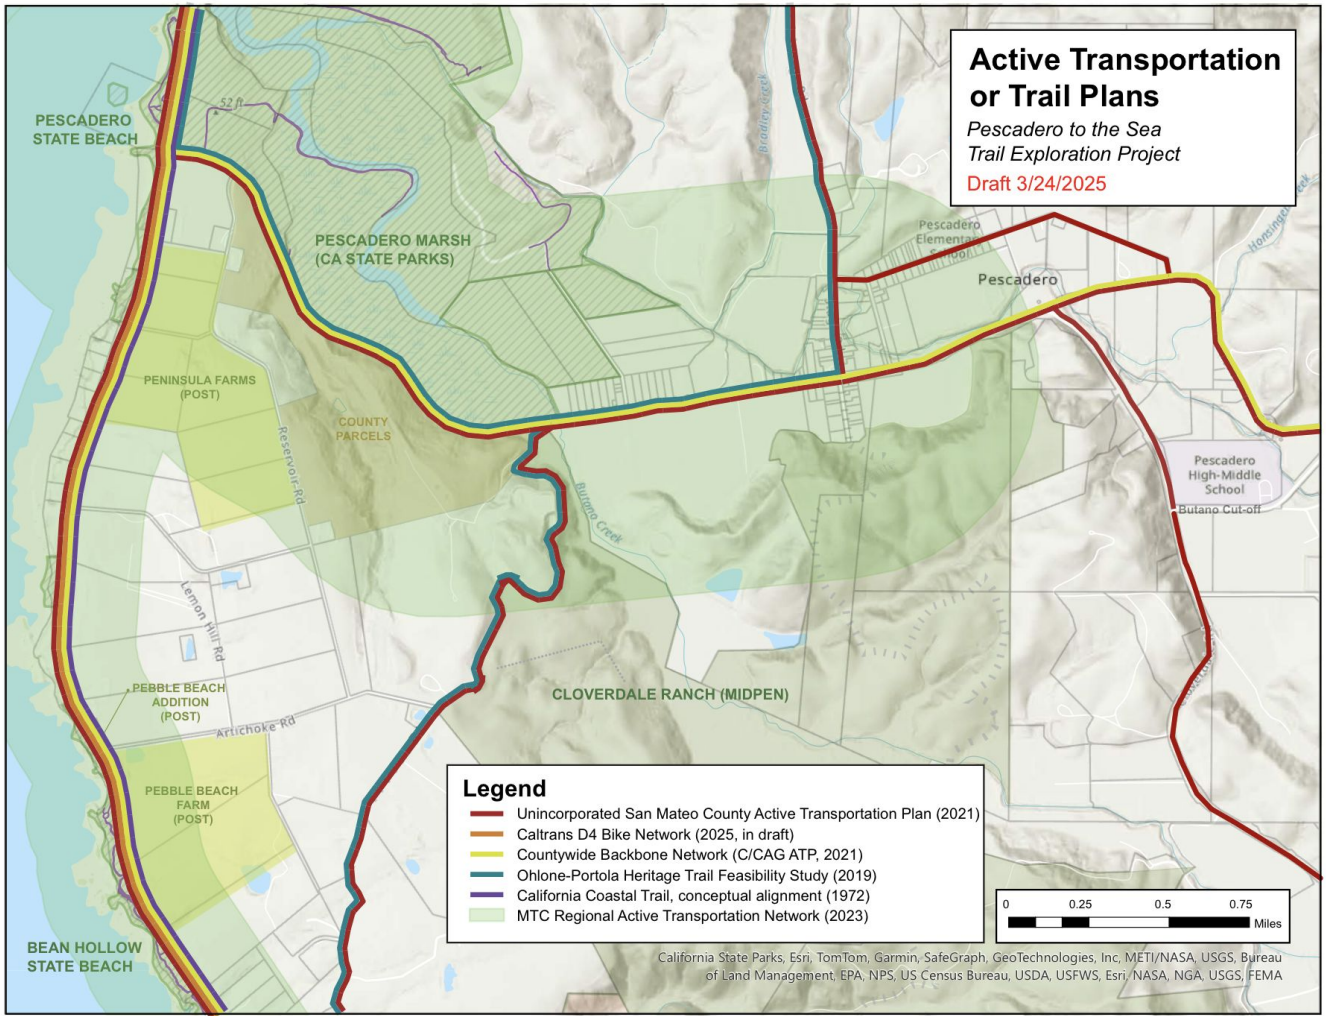 Active Transportation
or Trail Plans
Pescadero to the Sea
Trail Exploration Project
Draft 3/24/2025
PESCADERO
STATE BEACH
52 ft
Bradley Creek
Honsinger Creek
PESCADERO MARSH
(CA STATE PARKS)
Pescadero
Elementary
School
Pescadero
PENINSULA FARMS
(POST)
COUNTY
PARCELS
Reservoir Rd
Butano Creek
Pescadero
High-Middle
School
Butano Cut-off
Lemon Hill Rd
PEBBLE BEACH
ADDITION
(POST)
Artichoke Rd
CLOVERDALE RANCH (MIDPEN)
PEBBLE BEACH
FARM
(POST)
BEAN HOLLOW
STATE BEACH
Legend
Unincorporated San Mateo County Active Transportation Plan (2021)
Caltrans D4 Bike Network (2025, in draft)
Countywide Backbone Network (C/CAG ATP, 2021)
Ohlone-Portola Heritage Trail Feasibility Study (2019)
California Coastal Trail, conceptual alignment (1972)
MTC Regional Active Transportation Network (2023)
0 0.25 0.5 0.75
Miles
California State Parks, Esri, TomTom, Garmin, SafeGraph, GeoTechnologies, Inc, METI/NASA, USGS, Bureau
of Land Management, EPA, NPS, US Census Bureau, USDA, USFWS, Esri, NASA, NGA, USGS, FEMA